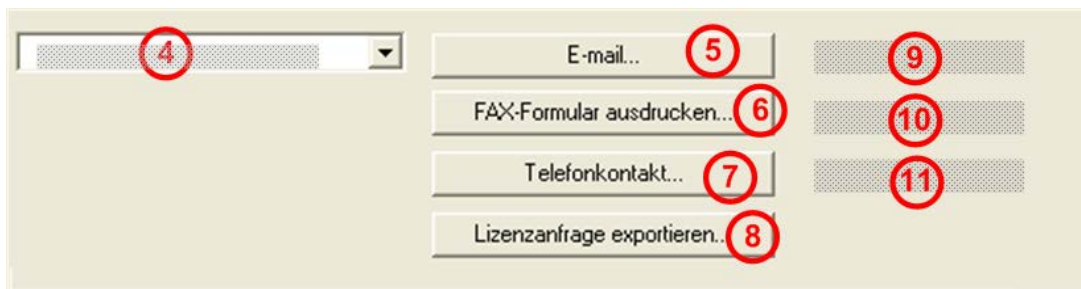 4 E-mail... 5 9
FAX-Formular ausdrucken... 6 10
Telefonkontakt... 7 11
Lizenzanfrage exportieren... 8